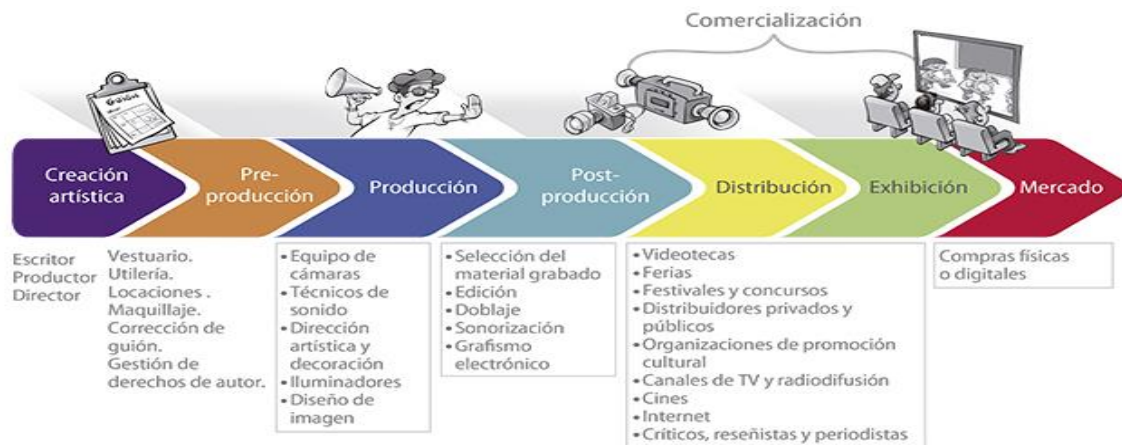 Comercialización
Creación
artística
Pre-
producción
Producción
Post-
producción
Distribución
Exhibición
Mercado
Escritor
Productor
Director
Vestuario.
Utilería.
Locaciones .
Maquillaje.
Corrección de
guión.
Gestión de
derechos de autor.
• Equipo de
cámaras
• Técnicos de
sonido
• Dirección
artística y
decoración
• Iluminadores
• Diseño de
imagen
• Selección del
material grabado
• Edición
• Doblaje
• Sonorización
• Grafismo
electrónico
• Videotecas
• Ferias
• Festivales y concursos
• Distribuidores privados y
públicos
• Organizaciones de promoción
cultural
• Canales de TV y radiodifusión
• Cines
• Internet
• Críticos, reseñistas y periodistas
Compras físicas
o digitales